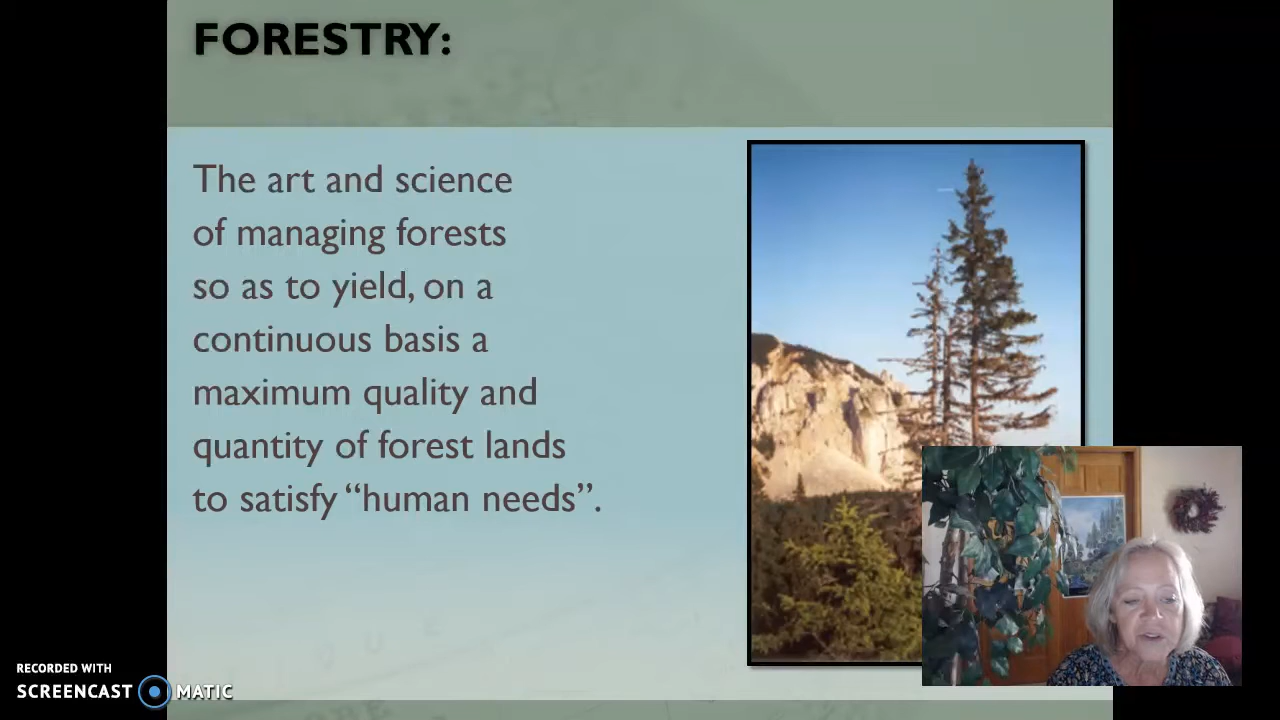 FORESTRY:
The art and science
of managing forests
so as to yield, on a
continuous basis a
maximum quality and
quantity of forest lands
to satisfy “human needs”.
RECORDED WITH
SCREENCAST MATIC